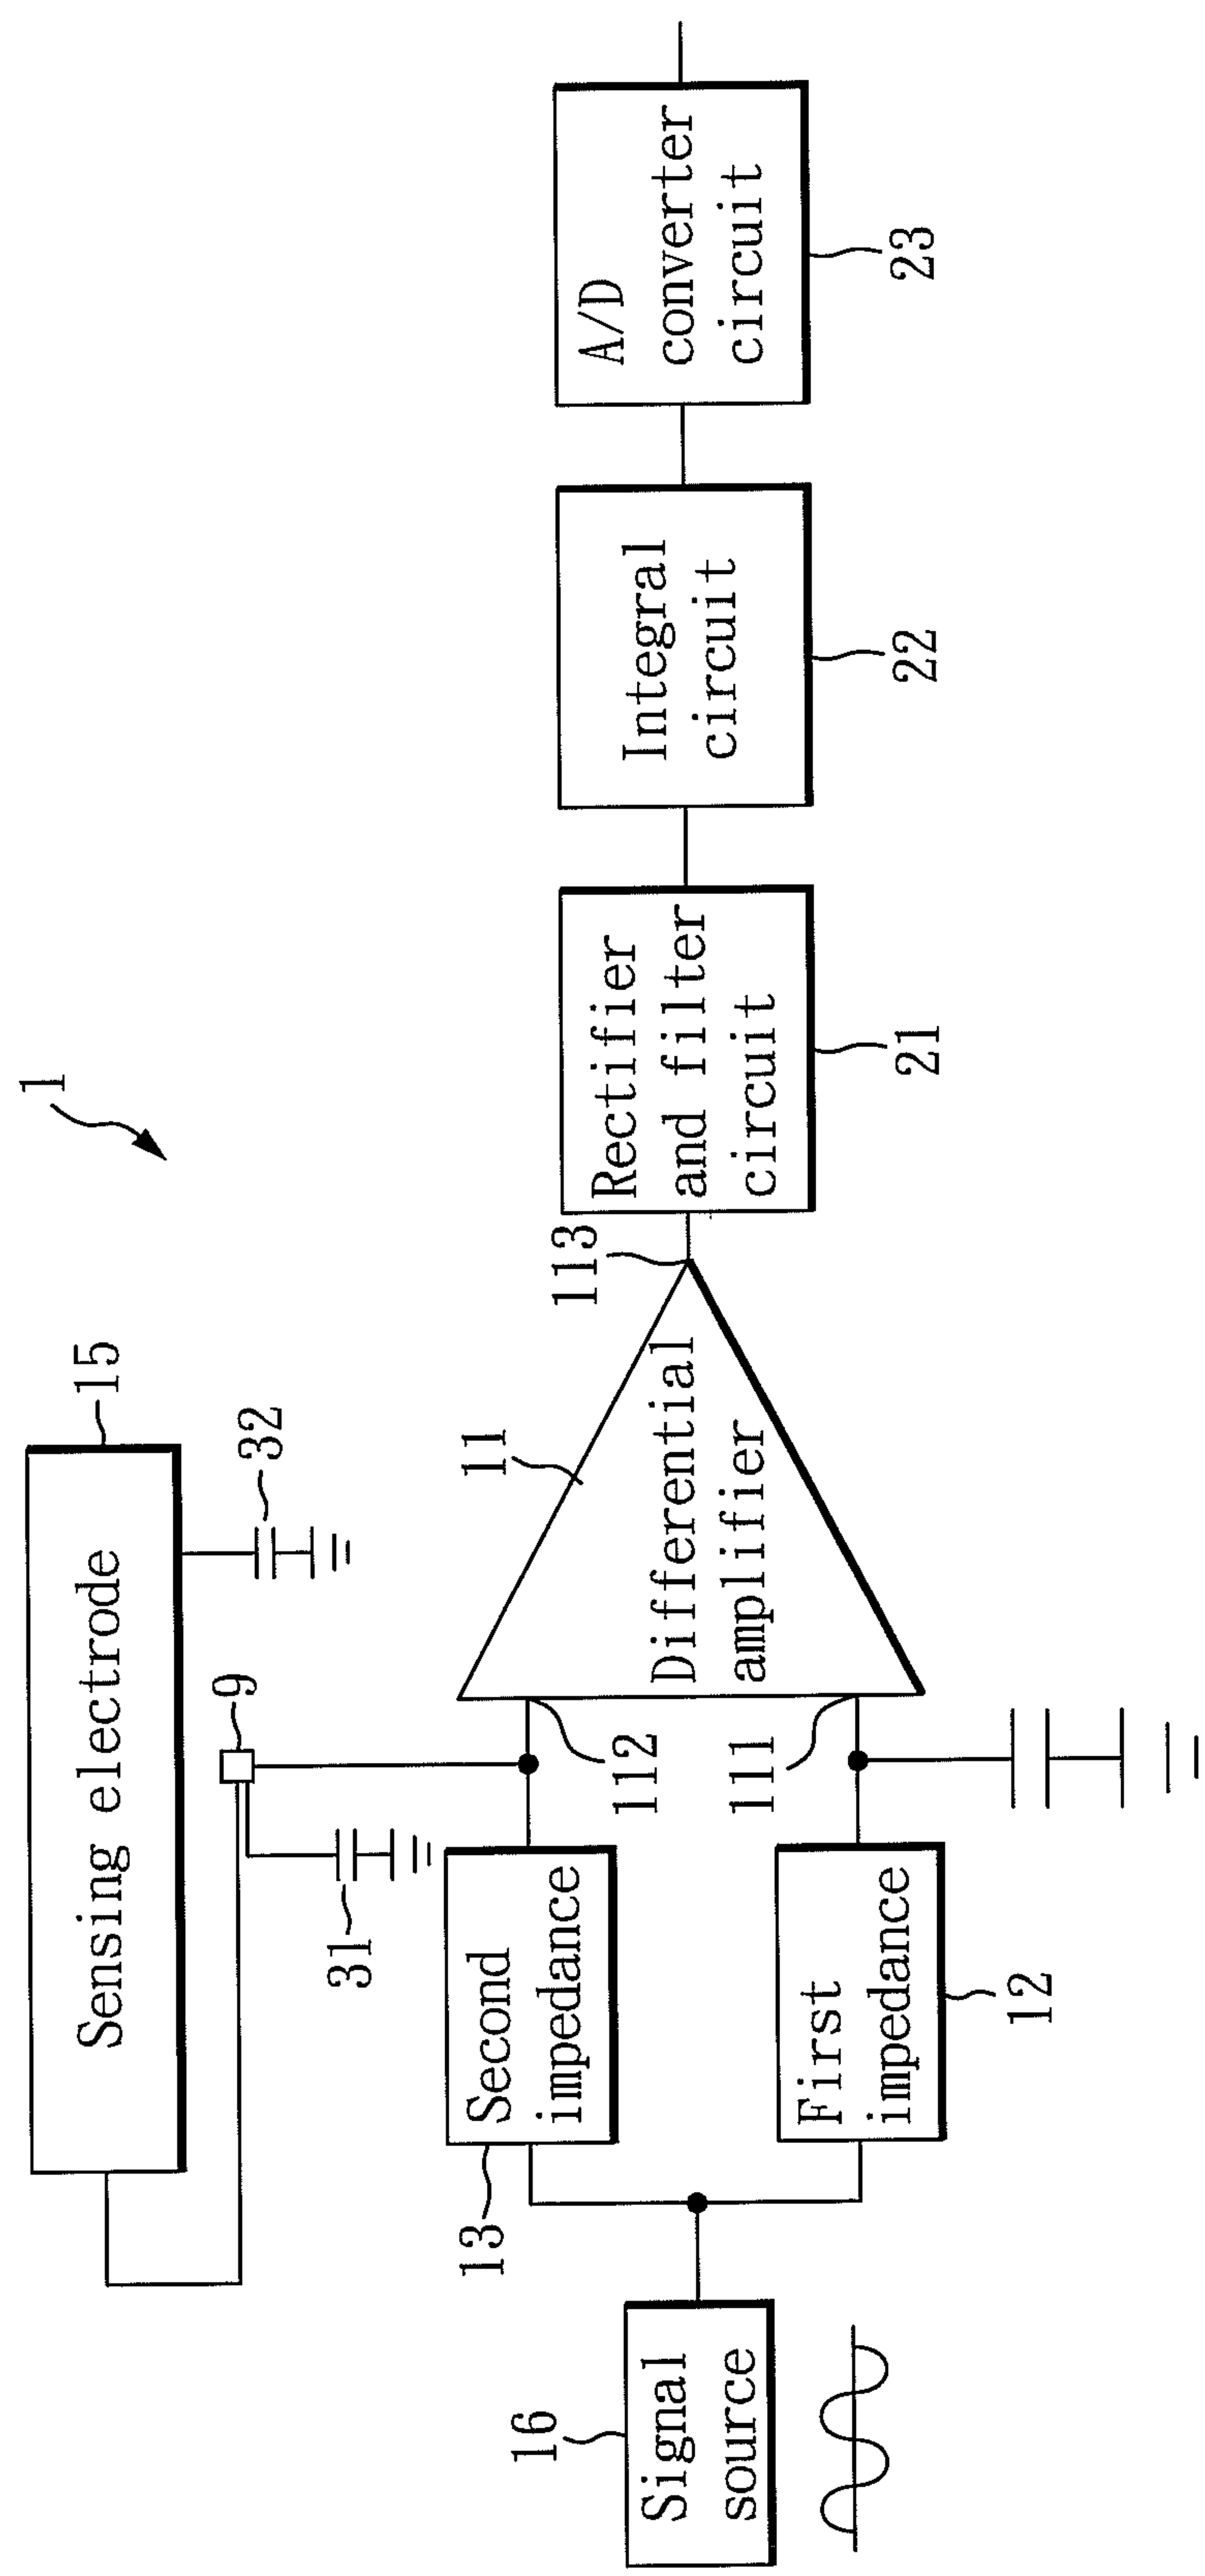 1
Sensing electrode
15
32
9
31
Second
impedance
13
112
11
Differential
amplifier
113
111
First
impedance
12
16
Signal
source
Rectifier
and filter
circuit
21
Integral
circuit
22
A/D
converter
circuit
23